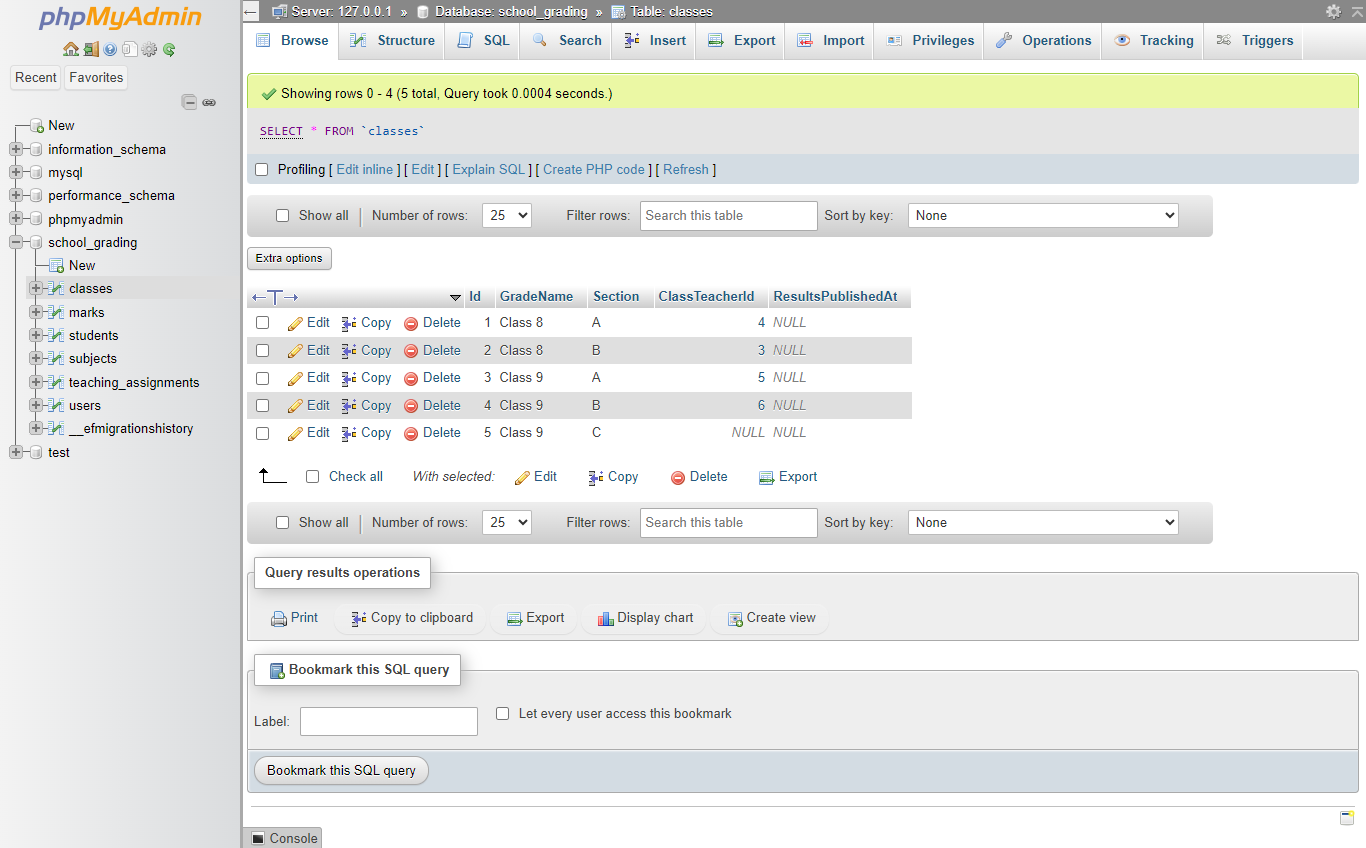 phpMyAdmin
Recent Favorites
New
information_schema
mysql
performance_schema
phpmyadmin
school_grading
New
classes
marks
students
subjects
teaching_assignments
users
__efmigrationshistory
test
Server: 127.0.0.1 » Database: school_grading » Table: classes
Browse Structure SQL Search Insert Export Import Privileges Operations Tracking Triggers
Showing rows 0 - 4 (5 total, Query took 0.0004 seconds.)
SELECT * FROM `classes`
Profiling [ Edit inline ] [ Edit ] [ Explain SQL ] [ Create PHP code ] [ Refresh ]
Show all | Number of rows: 25 Filter rows: Search this table Sort by key: None
Extra options
←T→ Id GradeName Section ClassTeacherId ResultsPublishedAt
Edit Copy Delete 1 Class 8 A 4 NULL
Edit Copy Delete 2 Class 8 B 3 NULL
Edit Copy Delete 3 Class 9 A 5 NULL
Edit Copy Delete 4 Class 9 B 6 NULL
Edit Copy Delete 5 Class 9 C NULL NULL
Check all With selected: Edit Copy Delete Export
Show all | Number of rows: 25 Filter rows: Search this table Sort by key: None
Query results operations
Print Copy to clipboard Export Display chart Create view
Bookmark this SQL query
Label: Let every user access this bookmark
Bookmark this SQL query
Console